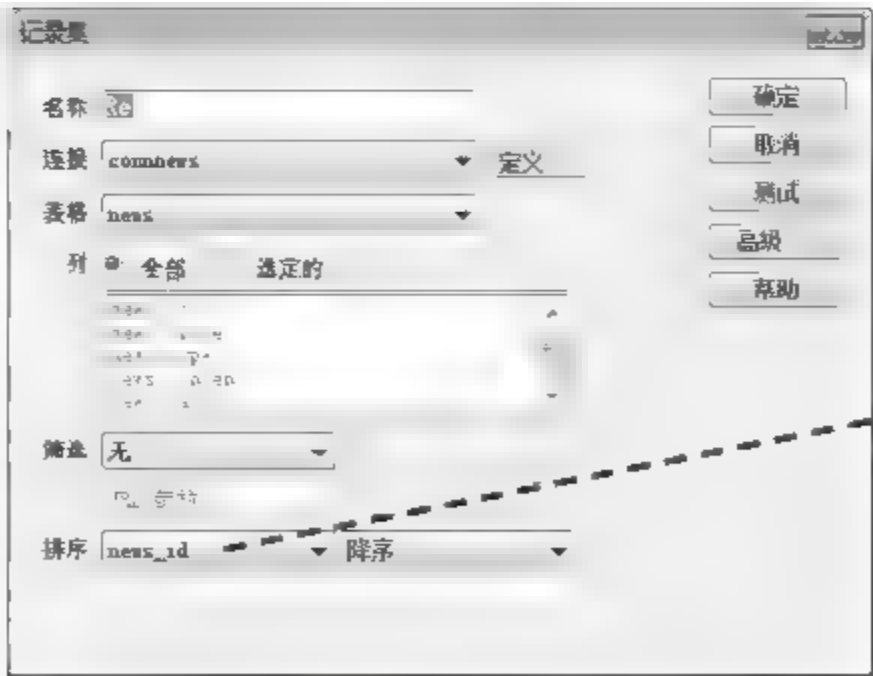 记录集
名称 Re
确定
连接 connnews 定义
取消
表格 news
测试
列 全部 选定的
高级
帮助
筛选 无
排序 news_id 降序